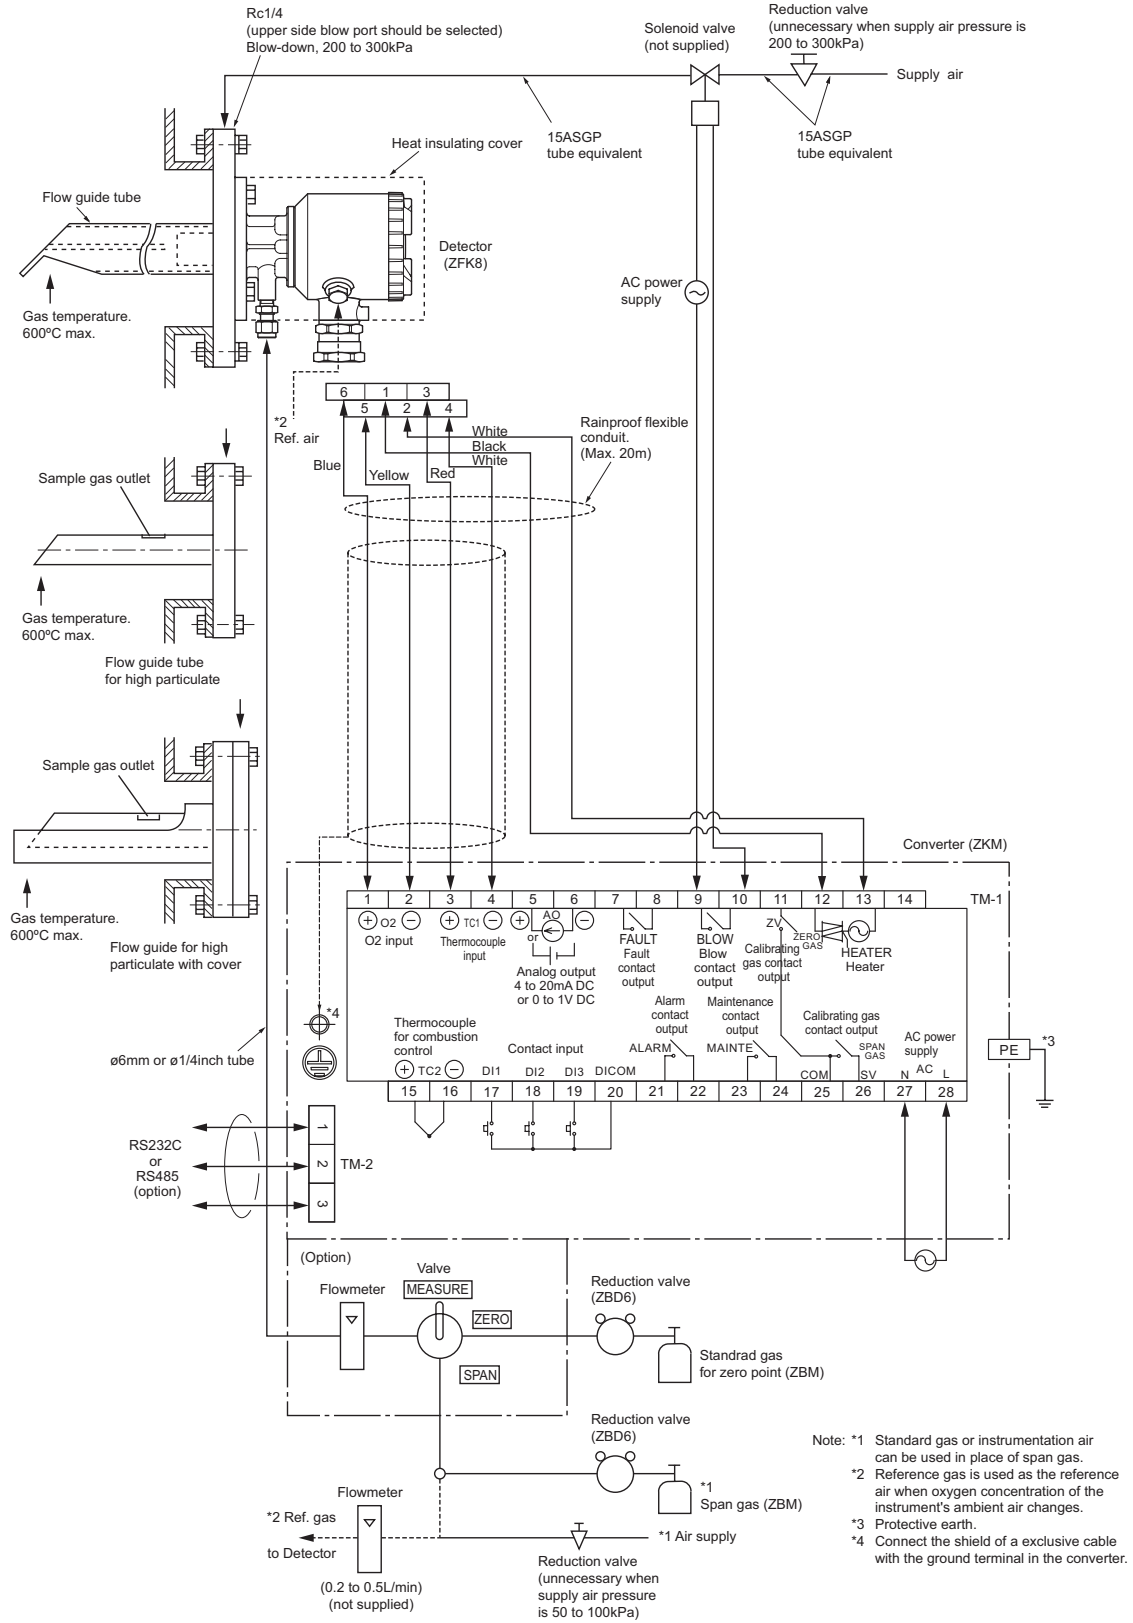 Rc1/4
(upper side blow port should be selected)
Blow-down, 200 to 300kPa
Solenoid valve
(not supplied)
Reduction valve
(unnecessary when supply air pressure is
200 to 300kPa)
Supply air
15ASGP
tube equivalent
15ASGP
tube equivalent
Heat insulating cover
Flow guide tube
Detector
(ZFK8)
AC power
supply
Gas temperature.
600ºC max.
*2
Ref. air
6
1
3
5
2
4
White
Black
White
Blue
Yellow
Red
Rainproof flexible
conduit.
(Max. 20m)
Sample gas outlet
Gas temperature.
600ºC max.
Flow guide tube
for high particulate
Sample gas outlet
Gas temperature.
600ºC max.
Flow guide for high
particulate with cover
Converter (ZKM)
1
2
3
4
5
6
7
8
9
10
11
12
13
14
TM-1
+ O2 −
O2 input
+ TC1 −
Thermocouple
input
+ AO −
or
Analog output
4 to 20mA DC
or 0 to 1V DC
FAULT
Fault
contact
output
BLOW
Blow
contact
output
ZV
ZERO
GAS
Calibrating
gas contact
output
HEATER
Heater
*4
Thermocouple
for combustion
control
+ TC2 −
Contact input
DI1
DI2
DI3
DICOM
Alarm
contact
output
ALARM
Maintenance
contact
output
MAINTE
Calibrating gas
contact output
SPAN
GAS
COM
SV
AC power
supply
N
AC
L
15
16
17
18
19
20
21
22
23
24
25
26
27
28
PE
*3
ø6mm or ø1/4inch tube
RS232C
or
RS485
(option)
1
2
3
TM-2
(Option)
Flowmeter
Valve
MEASURE
ZERO
SPAN
Reduction valve
(ZBD6)
Standrad gas
for zero point (ZBM)
Reduction valve
(ZBD6)
*1
Span gas (ZBM)
Flowmeter
*2 Ref. gas
to Detector
(0.2 to 0.5L/min)
(not supplied)
*1 Air supply
Reduction valve
(unnecessary when
supply air pressure
is 50 to 100kPa)
Note: *1 Standard gas or instrumentation air
can be used in place of span gas.
*2 Reference gas is used as the reference
air when oxygen concentration of the
instrument's ambient air changes.
*3 Protective earth.
*4 Connect the shield of a exclusive cable
with the ground terminal in the converter.